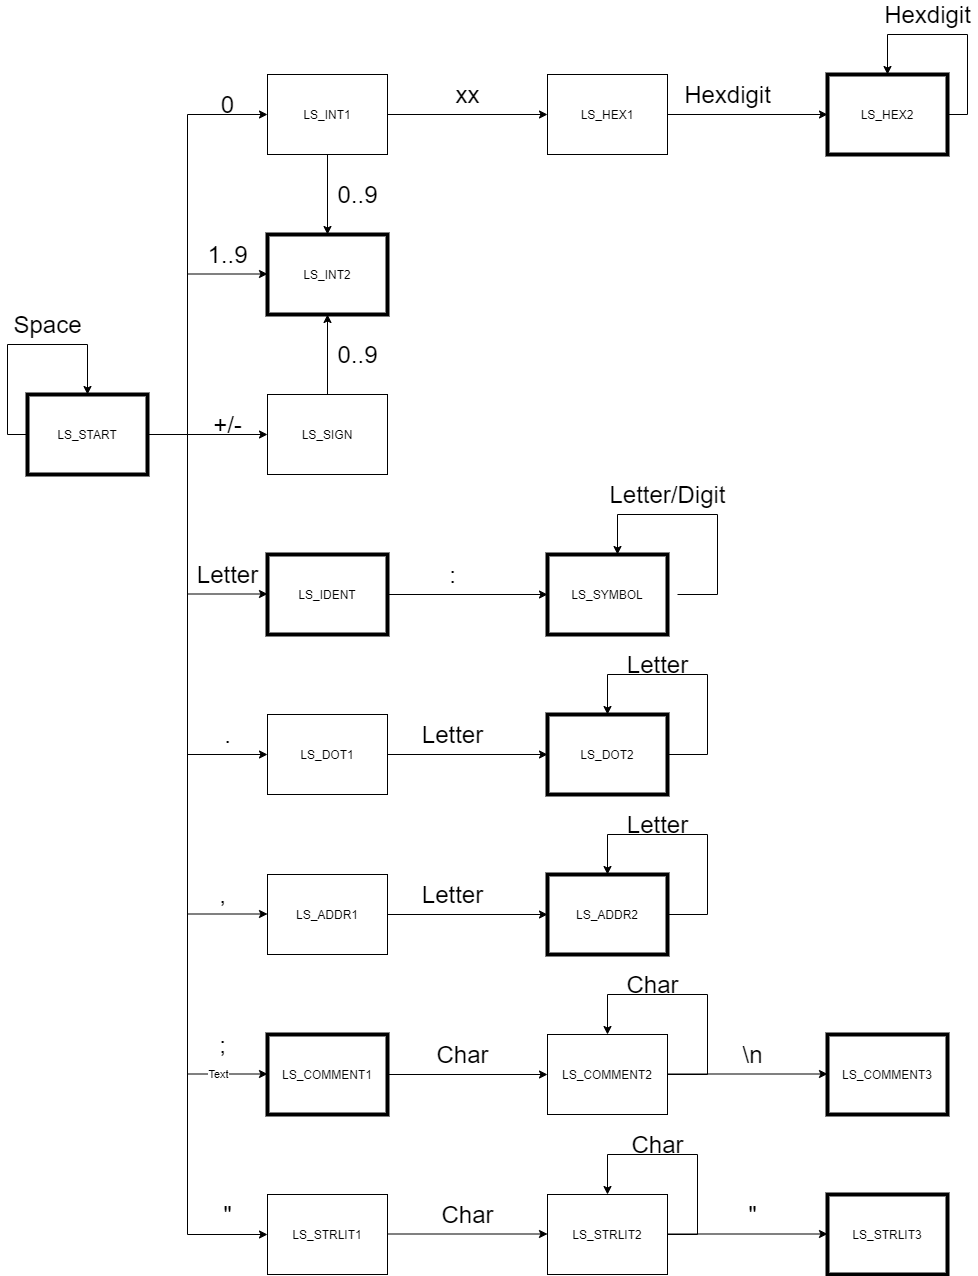 Hexdigit
0
LS_INT1
xx
LS_HEX1
Hexdigit
LS_HEX2
0..9
1..9
LS_INT2
Space
0..9
LS_START
+/-
LS_SIGN
Letter/Digit
Letter
LS_IDENT
:
LS_SYMBOL
Letter
.
LS_DOT1
Letter
LS_DOT2
Letter
,
LS_ADDR1
Letter
LS_ADDR2
Char
;
Text
LS_COMMENT1
Char
LS_COMMENT2
\n
LS_COMMENT3
Char
"
LS_STRLIT1
Char
LS_STRLIT2
"
LS_STRLIT3